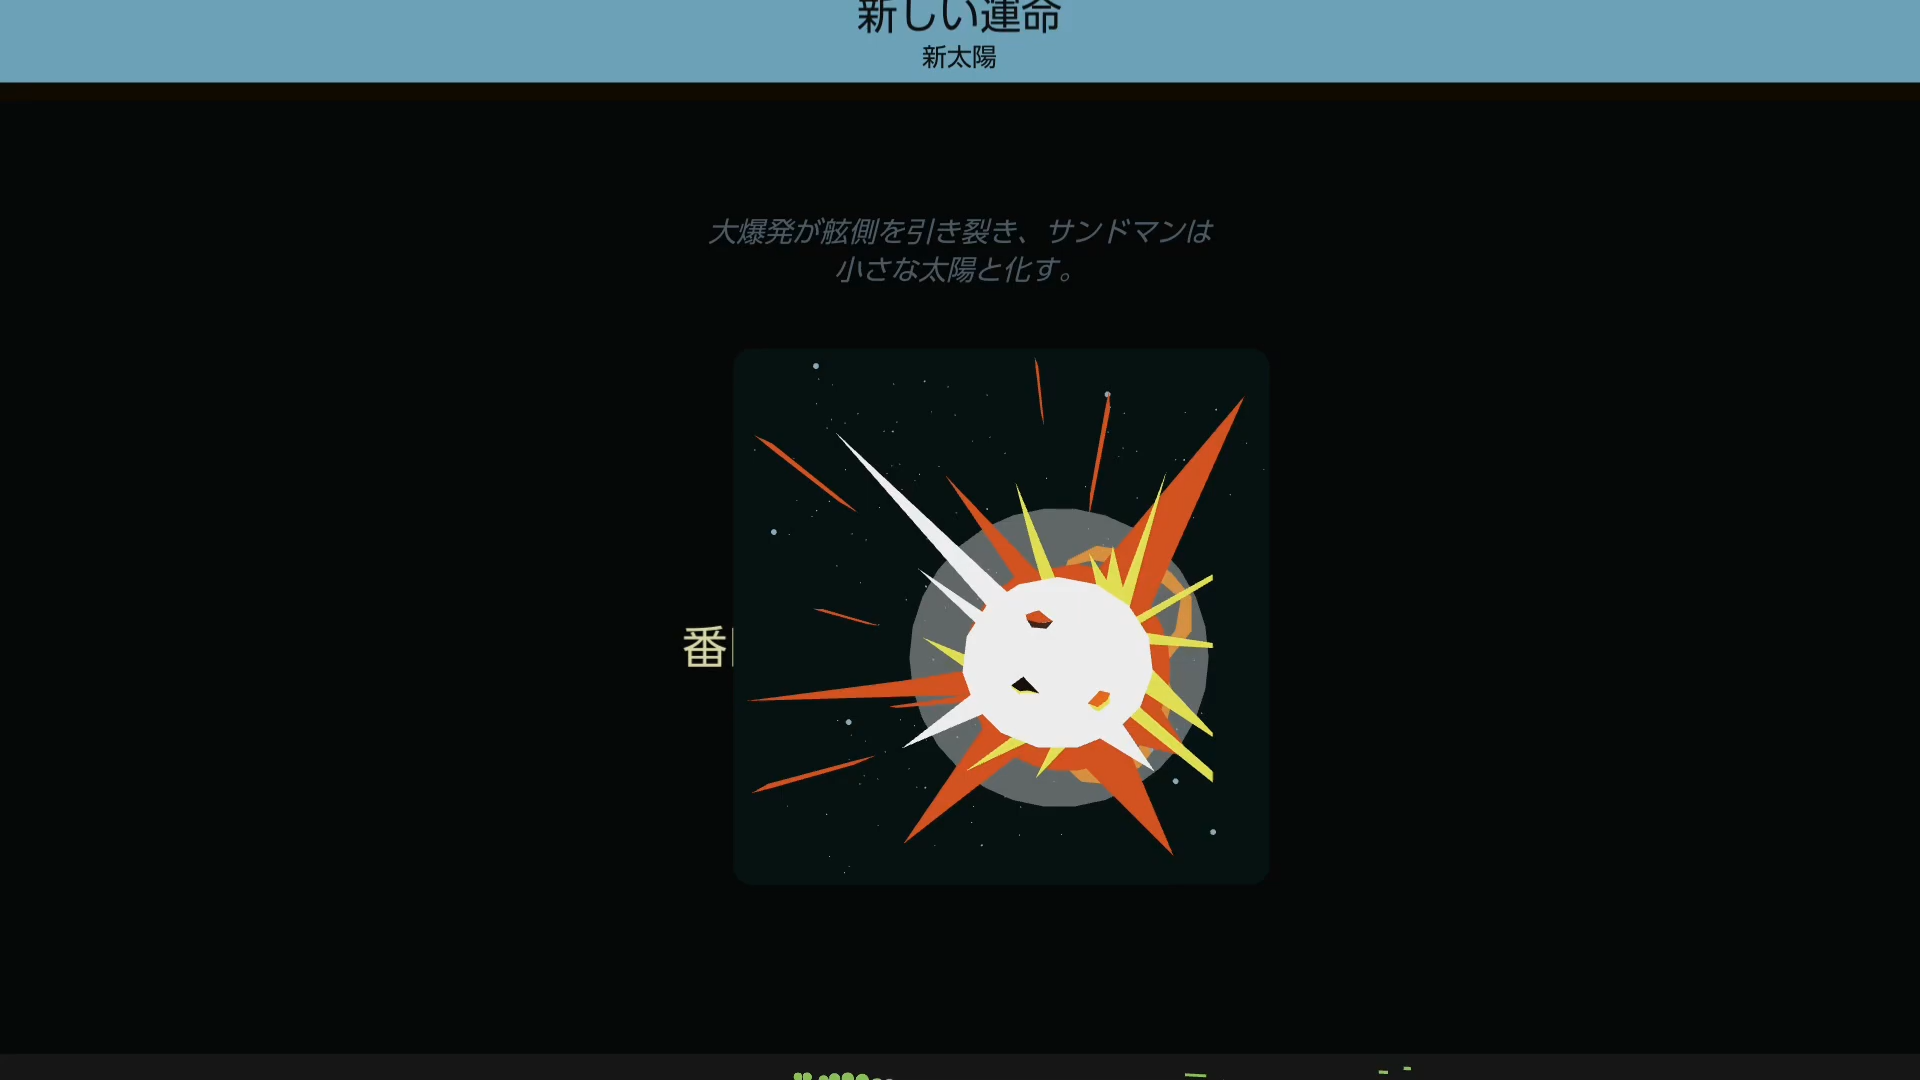 新しい運命
新太陽
大爆発が舷側を引き裂き、サンドマンは
小さな太陽と化す。
番